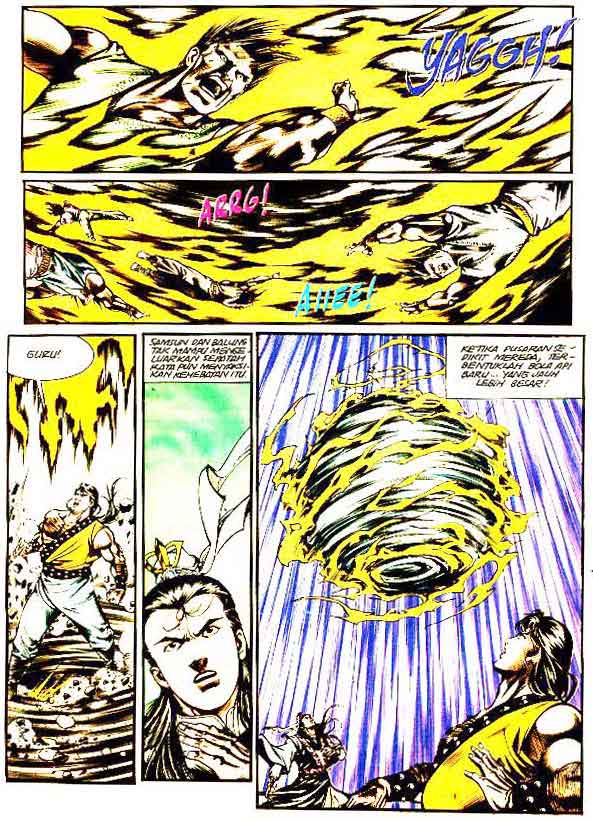 YAGGH!
ARRG!
AIIEE!
GURU!
SAMSUN DAN BALUNG
TAK MAMPU MENGE-
LUARKAN SEPATAH
KATA PUN MENYAKSI-
KAN KEHEBATAN ITU.
KETIKA PUSARAN SE-
DIKIT MEREDA, TER-
BENTUKLAH BOLA API
BARU... YANG JAUH
LEBIH BESAR!